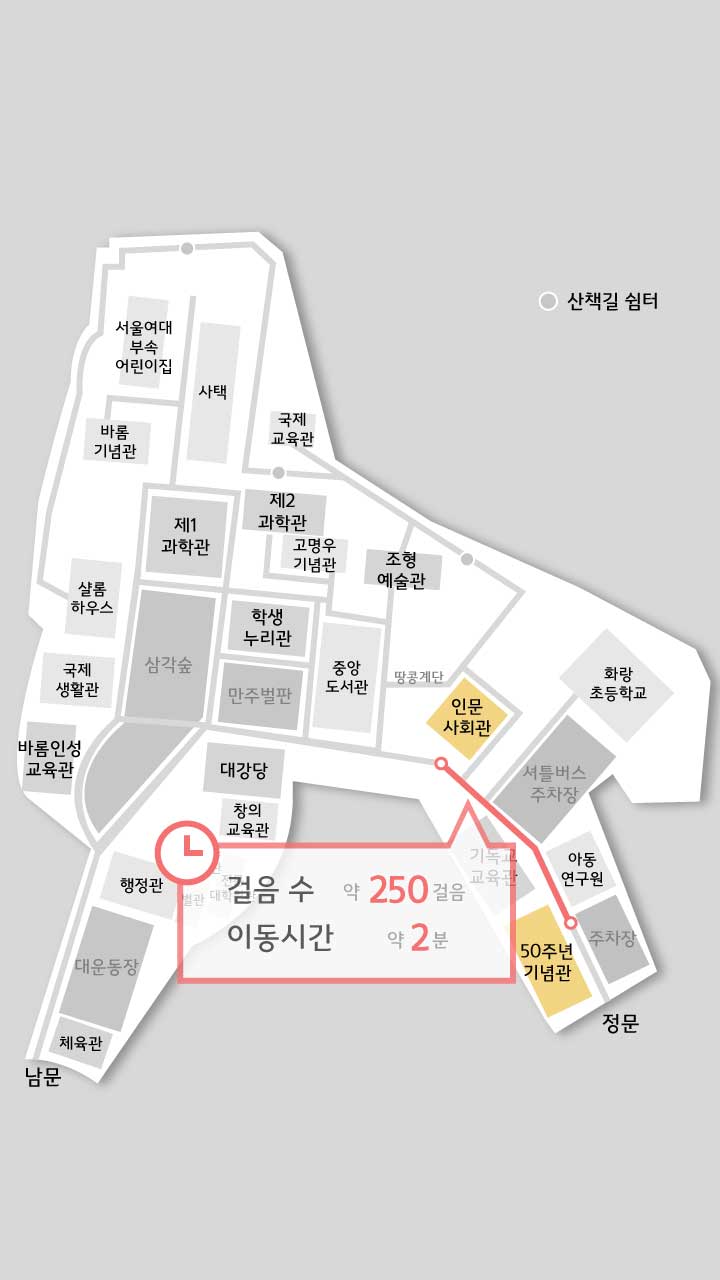 산책길 쉼터
서울여대
부속
어린이집
사택
바롬
기념관
국제
교육관
제1
과학관
제2
과학관
고명우
기념관
조형
예술관
샬롬
하우스
학생
누리관
삼각숲
중앙
도서관
땅콩계단
국제
생활관
만주벌판
인문
사회관
화랑
초등학교
바롬인성
교육관
대강당
셔틀버스
주차장
창의
교육관
기독교
교육관
아동
연구원
행정관
걸음 수 약 250 걸음
이동시간 약 2 분
50주년
기념관
주차장
대운동장
체육관
정문
남문